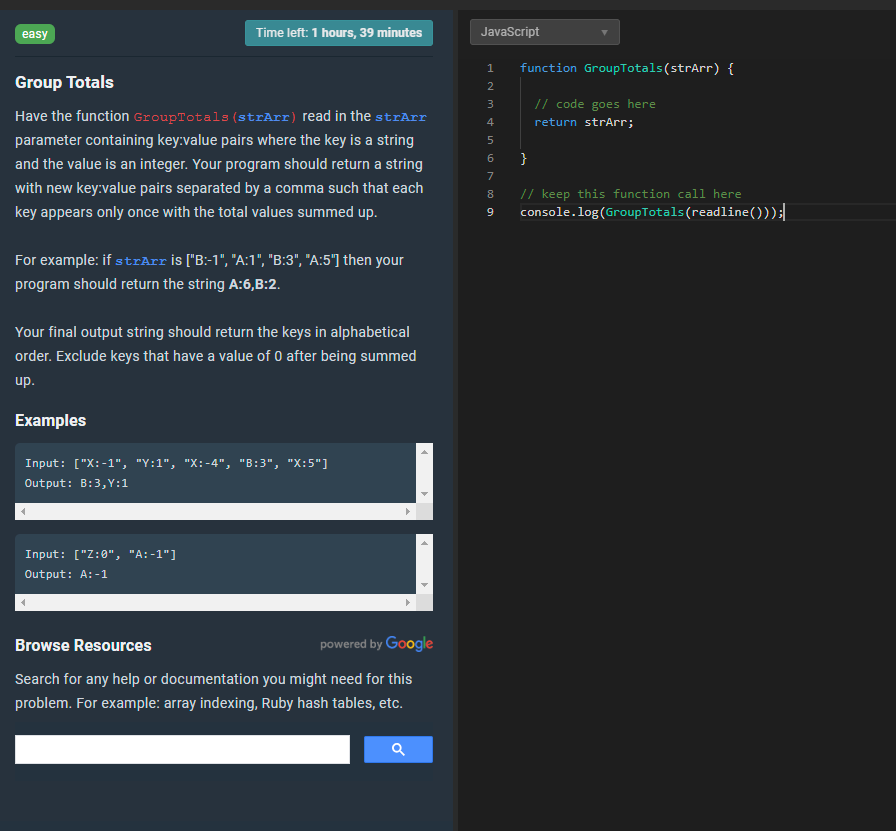 easy
Time left: 1 hours, 39 minutes
Group Totals
Have the function GroupTotals(strArr) read in the strArr
parameter containing key:value pairs where the key is a string
and the value is an integer. Your program should return a string
with new key:value pairs separated by a comma such that each
key appears only once with the total values summed up.
For example: if strArr is ["B:-1", "A:1", "B:3", "A:5"] then your
program should return the string A:6,B:2.
Your final output string should return the keys in alphabetical
order. Exclude keys that have a value of 0 after being summed
up.
Examples
Input: ["X:-1", "Y:1", "X:-4", "B:3", "X:5"]
Output: B:3,Y:1
Input: ["Z:0", "A:-1"]
Output: A:-1
Browse Resources
powered by Google
Search for any help or documentation you might need for this
problem. For example: array indexing, Ruby hash tables, etc.
JavaScript
1 function GroupTotals(strArr) {
2
3 // code goes here
4 return strArr;
5
6 }
7
8 // keep this function call here
9 console.log(GroupTotals(readline()));